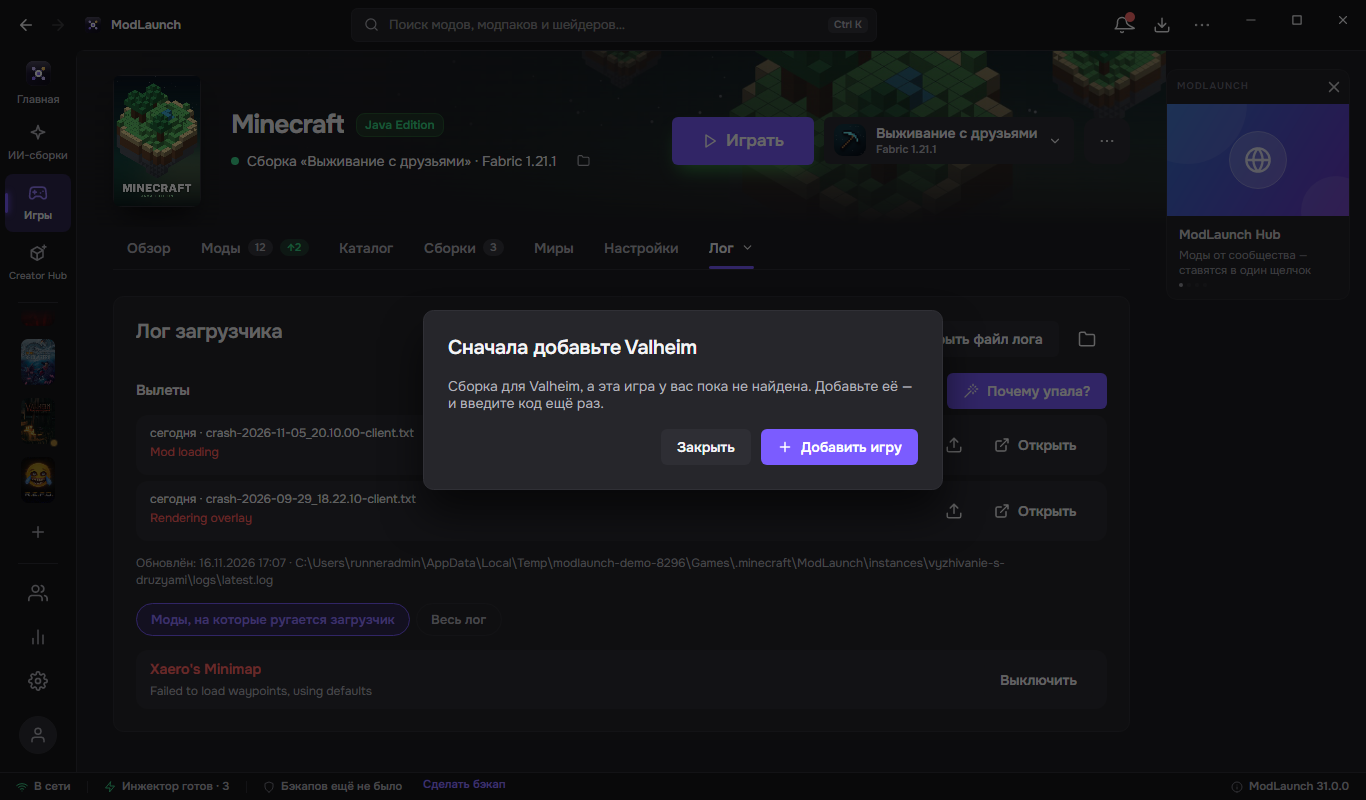 ModLaunch
Поиск модов, модпаков и шейдеров...
Ctrl K
Главная
ИИ-сборки
Игры
Creator Hub
MINECRAFT
Minecraft
Java Edition
Сборка «Выживание с друзьями» · Fabric 1.21.1
Играть
Выживание с друзьями
Fabric 1.21.1
MODLAUNCH
ModLaunch Hub
Моды от сообщества —
ставятся в один щелчок
Обзор
Моды 12 ↑2
Каталог
Сборки 3
Миры
Настройки
Лог
Лог загрузчика
ыть файл лога
Вылеты
Почему упала?
сегодня · crash-2026-11-05_20.10.00-client.txt
Mod loading
Открыть
сегодня · crash-2026-09-29_18.22.10-client.txt
Rendering overlay
Открыть
Сначала добавьте Valheim
Сборка для Valheim, а эта игра у вас пока не найдена. Добавьте её —
и введите код ещё раз.
Закрыть
+ Добавить игру
Обновлён: 16.11.2026 17:07 · C:\Users\runneradmin\AppData\Local\Temp\modlaunch-demo-8296\Games\.minecraft\ModLaunch\instances\vyzhivanie-s-
druzyami\logs\latest.log
Моды, на которые ругается загрузчик
Весь лог
Xaero's Minimap
Failed to load waypoints, using defaults
Выключить
R.E.P.O.
В сети
Инжектор готов · 3
Бэкапов ещё не было
Сделать бэкап
ModLaunch 31.0.0